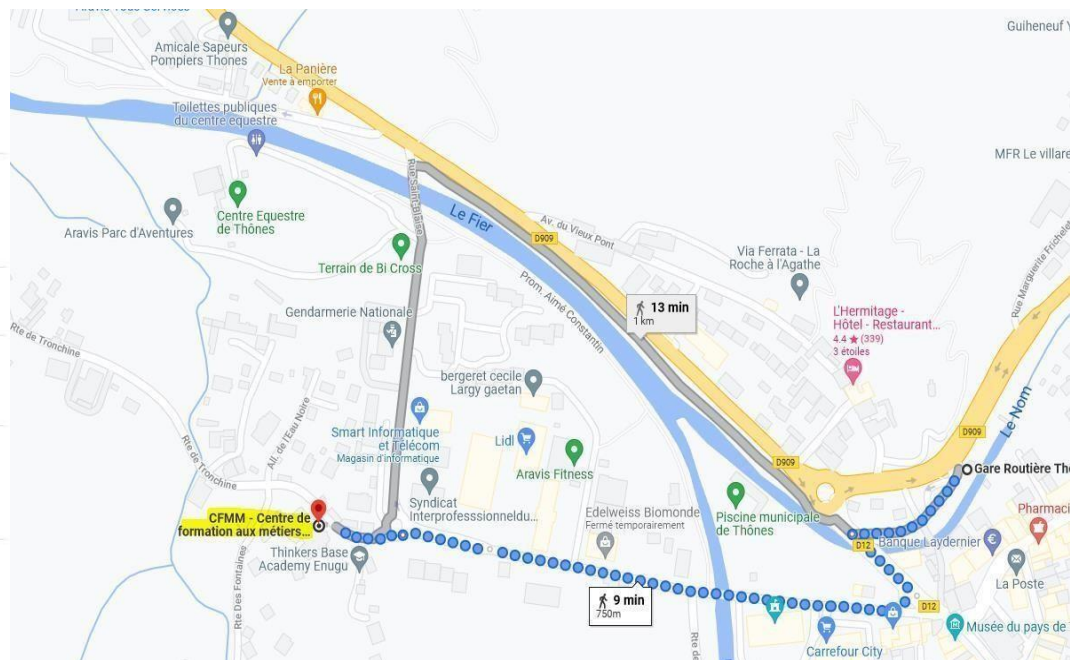 Guiheneuf Y
Amicale Sapeurs
Pompiers Thones
La Panière
Vente à emporter
Toilettes publiques
du centre équestre
MFR Le villare
Rue Saint-Blaise
Centre Equestre
de Thônes
Aravis Parc d'Aventures
Le Fier
Av. du Vieux Pont
D909
Terrain de Bi Cross
Via Ferrata - La
Roche à l'Agathe
Rue Marguerite Frichelet
Prom. Aimé Constantin
13 min
1 km
Gendarmerie Nationale
L'Hermitage -
Hôtel - Restaurant...
4.4 ★ (339)
3 étoiles
Rte de Tronchine
bergeret cecile
Largy gaetan
All. de l'Eau Noire
Smart Informatique
et Télécom
Magasin d'informatique
Lidl
Le Nom
D909
Rte de Tronchine
Aravis Fitness
D909
Gare Routière Tho
Syndicat
interprofesssionneldu...
Piscine municipale
de Thônes
CFMM - Centre de
formation aux métiers...
Edelweiss Biomonde
Fermé temporairement
Pharmaci
D12
Banque Laydernier
Thinkers Base
Academy Enugu
La Poste
Rte Des Fontaines
9 min
750m
D12
Musée du pays de
Carrefour City
Rte de